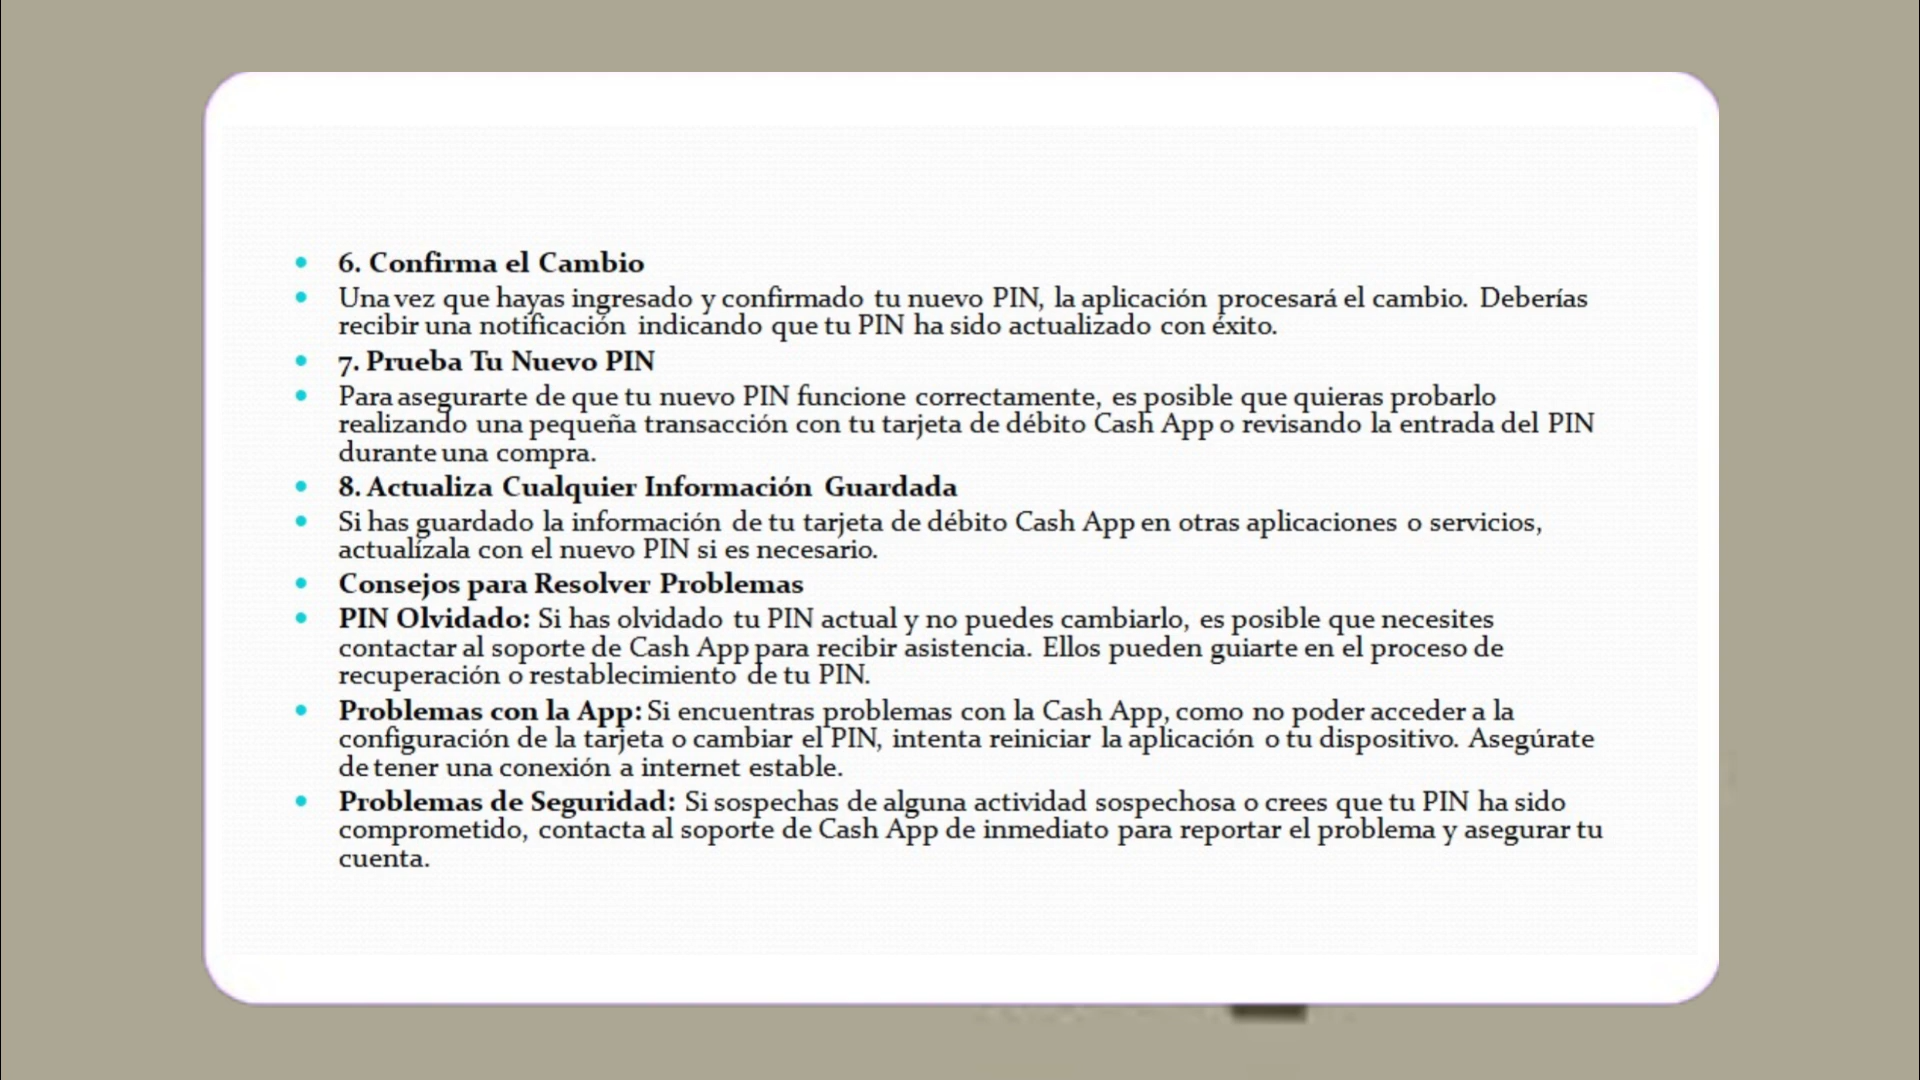 6. Confirma el Cambio
Una vez que hayas ingresado y confirmado tu nuevo PIN, la aplicación procesará el cambio. Deberías
recibir una notificación indicando que tu PIN ha sido actualizado con éxito.
7. Prueba Tu Nuevo PIN
Para asegurarte de que tu nuevo PIN funcione correctamente, es posible que quieras probarlo
realizando una pequeña transacción con tu tarjeta de débito Cash App o revisando la entrada del PIN
durante una compra.
8. Actualiza Cualquier Información Guardada
Si has guardado la información de tu tarjeta de débito Cash App en otras aplicaciones o servicios,
actualízala con el nuevo PIN si es necesario.
Consejos para Resolver Problemas
PIN Olvidado: Si has olvidado tu PIN actual y no puedes cambiarlo, es posible que necesites
contactar al soporte de Cash App para recibir asistencia. Ellos pueden guiarte en el proceso de
recuperación o restablecimiento de tu PIN.
Problemas con la App: Si encuentras problemas con la Cash App, como no poder acceder a la
configuración de la tarjeta o cambiar el PIN, intenta reiniciar la aplicación o tu dispositivo. Asegúrate
de tener una conexión a internet estable.
Problemas de Seguridad: Si sospechas de alguna actividad sospechosa o crees que tu PIN ha sido
comprometido, contacta al soporte de Cash App de inmediato para reportar el problema y asegurar tu
cuenta.